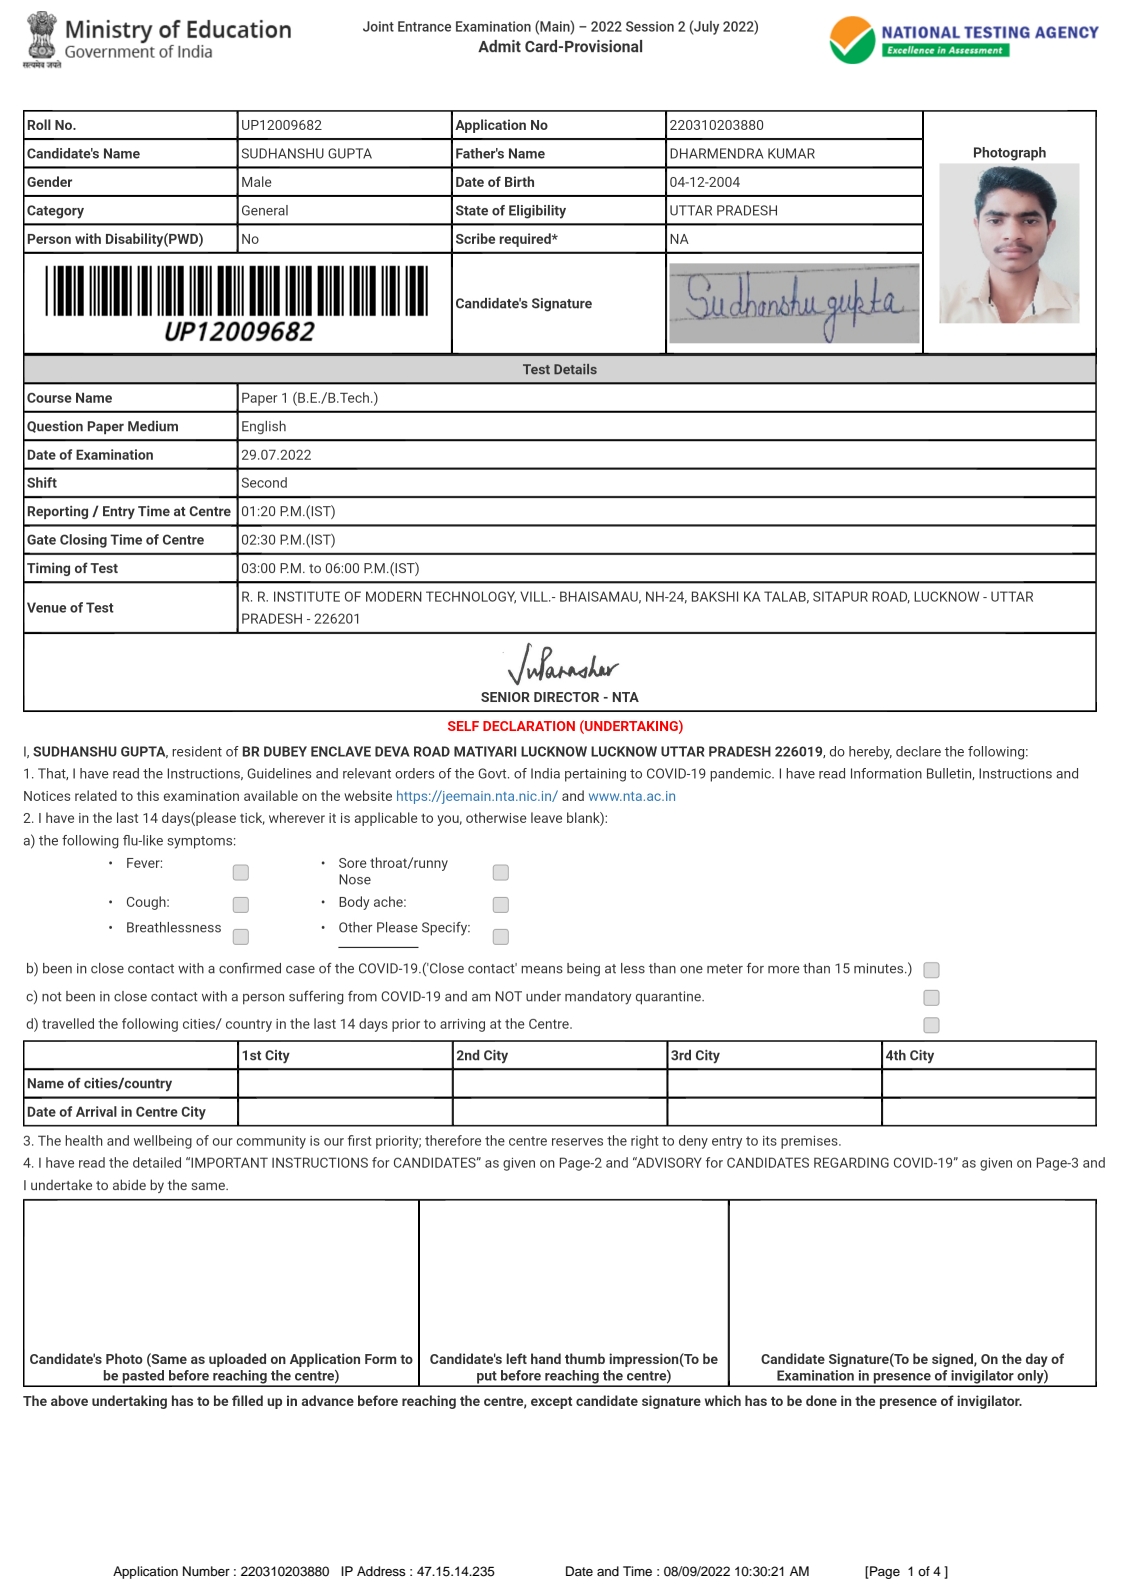 Ministry of Education
Government of India
सत्यमेव जयते
Joint Entrance Examination (Main) – 2022 Session 2 (July 2022)
Admit Card-Provisional
NATIONAL TESTING AGENCY
Excellence in Assessment
Roll No. UP12009682 Application No 220310203880
Candidate's Name SUDHANSHU GUPTA Father's Name DHARMENDRA KUMAR
Photograph
Gender Male Date of Birth 04-12-2004
Category General State of Eligibility UTTAR PRADESH
Person with Disability(PWD) No Scribe required* NA
UP12009682
Candidate's Signature
Sudhanshu gupta
Test Details
Course Name Paper 1 (B.E./B.Tech.)
Question Paper Medium English
Date of Examination 29.07.2022
Shift Second
Reporting / Entry Time at Centre 01:20 P.M.(IST)
Gate Closing Time of Centre 02:30 P.M.(IST)
Timing of Test 03:00 P.M. to 06:00 P.M.(IST)
Venue of Test R. R. INSTITUTE OF MODERN TECHNOLOGY, VILL.- BHAISAMAU, NH-24, BAKSHI KA TALAB, SITAPUR ROAD, LUCKNOW - UTTAR
PRADESH - 226201
SENIOR DIRECTOR - NTA
SELF DECLARATION (UNDERTAKING)
I, SUDHANSHU GUPTA, resident of BR DUBEY ENCLAVE DEVA ROAD MATIYARI LUCKNOW LUCKNOW UTTAR PRADESH 226019, do hereby, declare the following:
1. That, I have read the Instructions, Guidelines and relevant orders of the Govt. of India pertaining to COVID-19 pandemic. I have read Information Bulletin, Instructions and
Notices related to this examination available on the website https://jeemain.nta.nic.in/ and www.nta.ac.in
2. I have in the last 14 days(please tick, wherever it is applicable to you, otherwise leave blank):
a) the following flu-like symptoms:
• Fever: • Sore throat/runny
Nose
• Cough: • Body ache:
• Breathlessness • Other Please Specify:
b) been in close contact with a confirmed case of the COVID-19.('Close contact' means being at less than one meter for more than 15 minutes.)
c) not been in close contact with a person suffering from COVID-19 and am NOT under mandatory quarantine.
d) travelled the following cities/ country in the last 14 days prior to arriving at the Centre.
1st City 2nd City 3rd City 4th City
Name of cities/country
Date of Arrival in Centre City
3. The health and wellbeing of our community is our first priority; therefore the centre reserves the right to deny entry to its premises.
4. I have read the detailed “IMPORTANT INSTRUCTIONS for CANDIDATES” as given on Page-2 and “ADVISORY for CANDIDATES REGARDING COVID-19” as given on Page-3 and
I undertake to abide by the same.
Candidate's Photo (Same as uploaded on Application Form to
be pasted before reaching the centre)
Candidate's left hand thumb impression(To be
put before reaching the centre)
Candidate Signature(To be signed, On the day of
Examination in presence of invigilator only)
The above undertaking has to be filled up in advance before reaching the centre, except candidate signature which has to be done in the presence of invigilator.
Application Number : 220310203880 IP Address : 47.15.14.235 Date and Time : 08/09/2022 10:30:21 AM [Page 1 of 4 ]